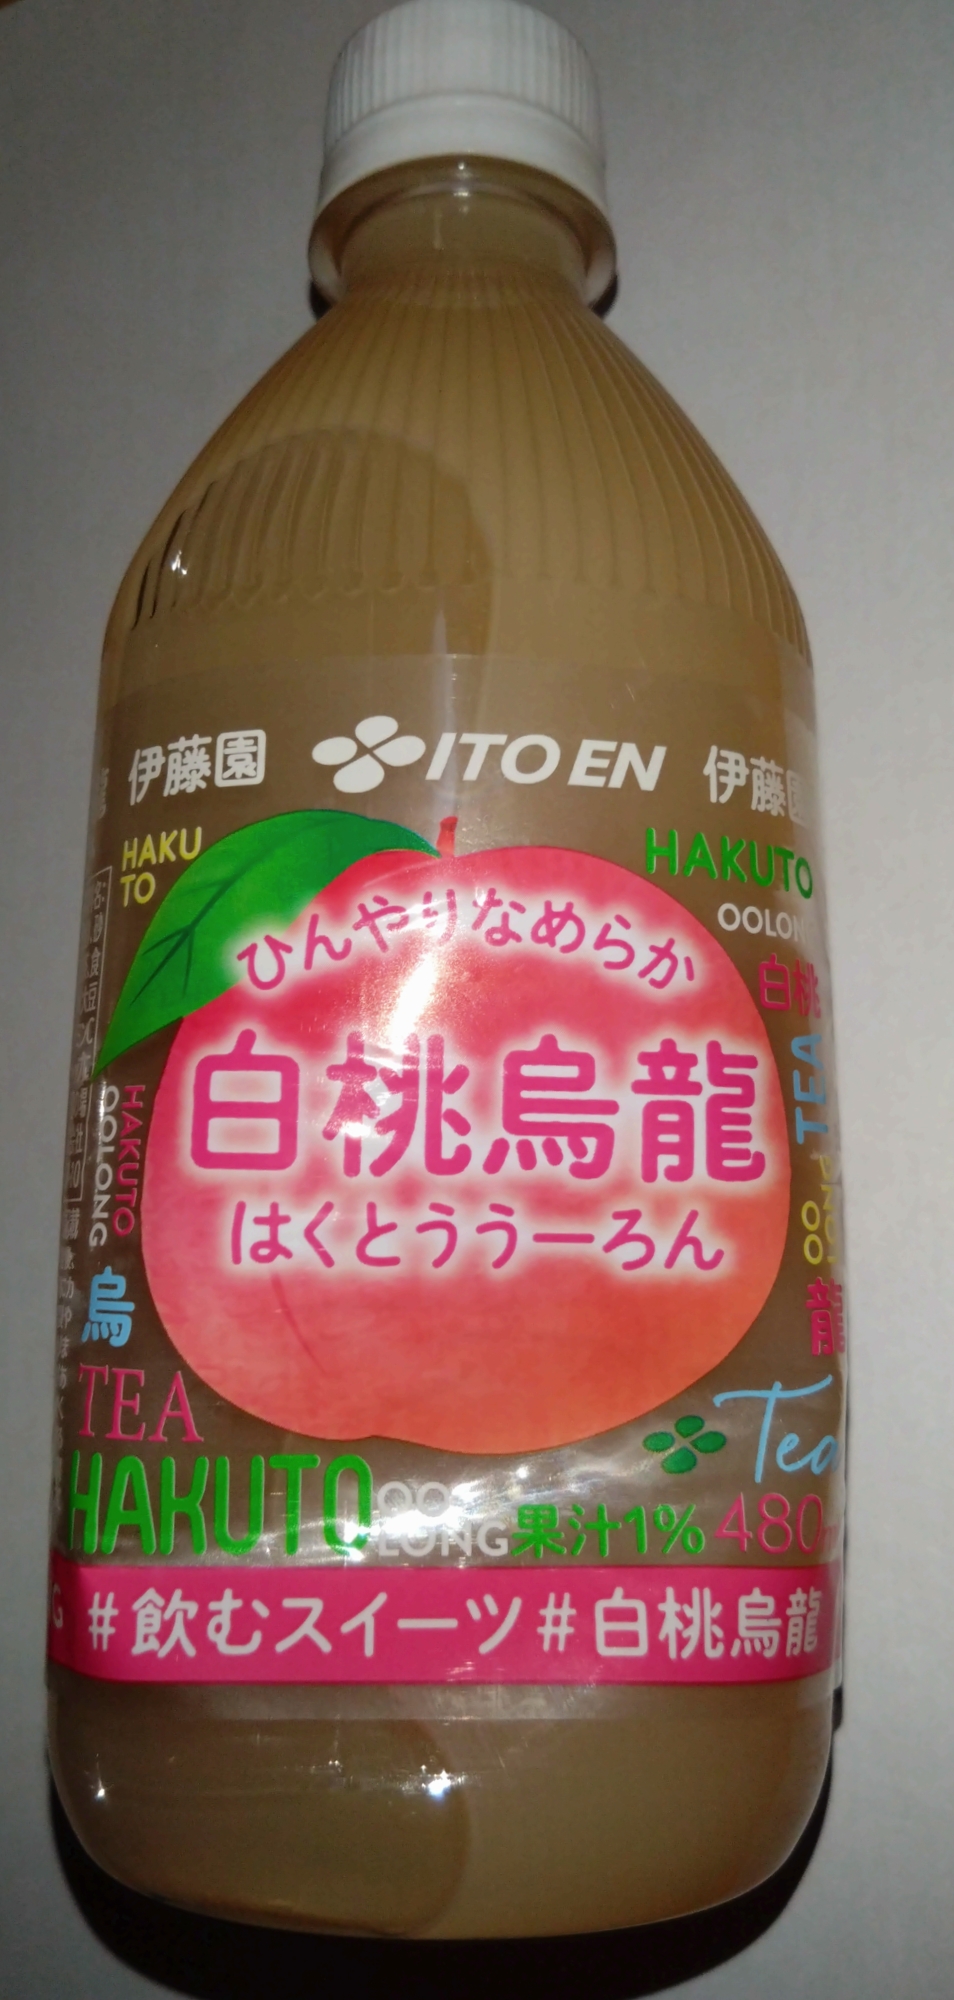 伊藤園 ITO EN 伊藤
HAKU
TO
HAKUTO
OOLONG
白桃
ひんやりなめらか
白桃烏龍
はくとううーろん
HAKUTO
OOLONG
烏
TEA
TEA
龍
Tea
HAKUTO
OO
LONG
果汁1% 480
#飲むスイーツ #白桃烏龍